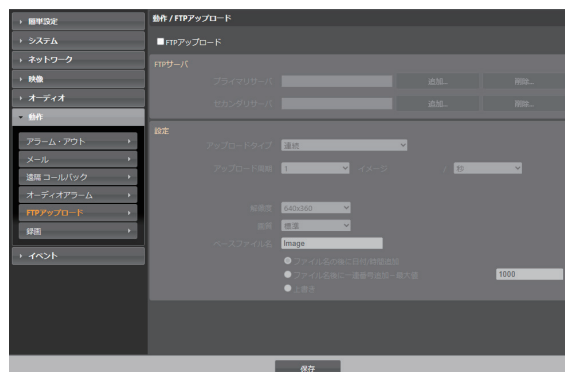 簡単設定
システム
ネットワーク
映像
オーディオ
動作
アラーム・アウト
メール
遠隔 コールバック
オーディオアラーム
FTPアップロード
録画
イベント
動作 / FTPアップロード
FTPアップロード
FTPサーバ
プライマリサーバ 追加... 削除...
セカンダリサーバ 追加... 削除...
設定
アップロードタイプ 連続
アップロード周期 1 イメージ / 秒
解像度 640x360
画質 標準
ベースファイル名 Image
ファイル名の後に日付/時間追加
ファイル名後に一連番号追加 - 最大値 1000
上書き
保存